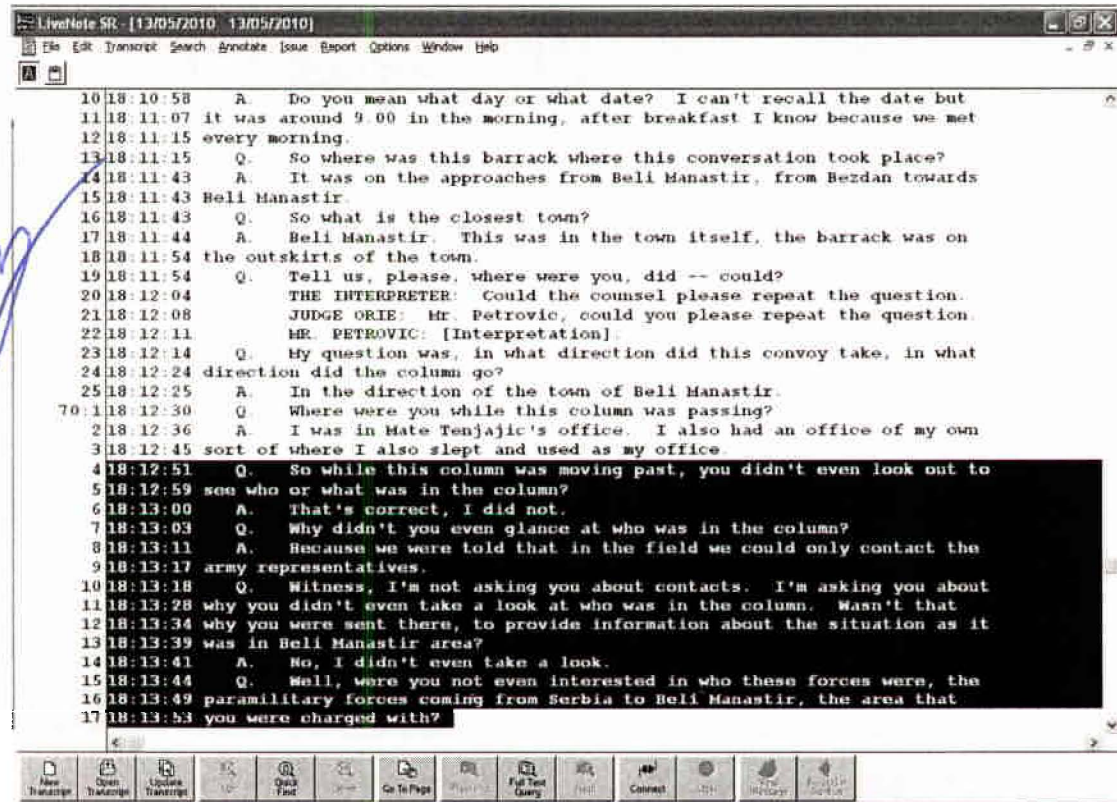 LiveNote SR - [13/05/2010 13/05/2010]
File Edit Transcript Search Annotate Issue Report Options Window Help
10 18:10:58 A. Do you mean what day or what date? I can't recall the date but
11 18:11:07 it was around 9.00 in the morning, after breakfast I know because we met
12 18:11:15 every morning.
13 18:11:15 Q. So where was this barrack where this conversation took place?
14 18:11:43 A. It was on the approaches from Beli Manastir, from Bezdan towards
15 18:11:43 Beli Manastir.
16 18:11:43 Q. So what is the closest town?
17 18:11:44 A. Beli Manastir. This was in the town itself, the barrack was on
18 18:11:54 the outskirts of the town.
19 18:11:54 Q. Tell us, please, where were you, did -- could?
20 18:12:04 THE INTERPRETER: Could the counsel please repeat the question.
21 18:12:08 JUDGE ORIE: Mr. Petrovic, could you please repeat the question.
22 18:12:11 MR. PETROVIC: [Interpretation].
23 18:12:14 Q. My question was, in what direction did this convoy take, in what
24 18:12:24 direction did the column go?
25 18:12:25 A. In the direction of the town of Beli Manastir.
70:1 18:12:30 Q. Where were you while this column was passing?
2 18:12:36 A. I was in Mate Tenjajic's office. I also had an office of my own
3 18:12:45 sort of where I also slept and used as my office.
4 18:12:51 Q. So while this column was moving past, you didn't even look out to
5 18:12:59 see who or what was in the column?
6 18:13:00 A. That's correct, I did not.
7 18:13:03 Q. Why didn't you even glance at who was in the column?
8 18:13:11 A. Because we were told that in the field we could only contact the
9 18:13:17 army representatives.
10 18:13:18 Q. Witness, I'm not asking you about contacts. I'm asking you about
11 18:13:28 why you didn't even take a look at who was in the column. Wasn't that
12 18:13:34 why you were sent there, to provide information about the situation as it
13 18:13:39 was in Beli Manastir area?
14 18:13:41 A. No, I didn't even take a look.
15 18:13:44 Q. Well, were you not even interested in who these forces were, the
16 18:13:49 paramilitary forces coming from Serbia to Beli Manastir, the area that
17 18:13:53 you were charged with?
New Transcript Open Transcript Update Transcript Quick Find Go To Page Full Text Query Connect